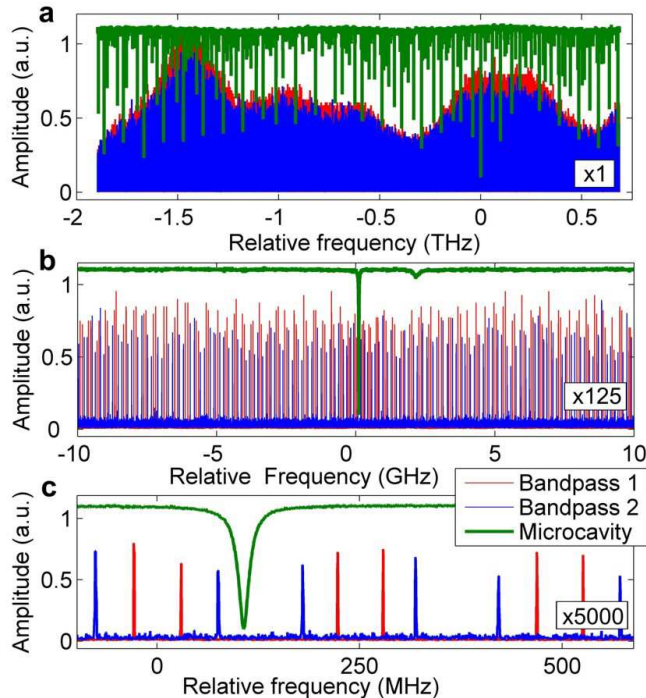 a
Amplitude (a.u.)
1
0.5
0
x1
-2 -1.5 -1 -0.5 0 0.5
Relative frequency (THz)
b
Amplitude (a.u.)
1
0.5
0
x125
-10 -5 0 5 10
Relative Frequency (GHz)
c
Bandpass 1
Bandpass 2
Microcavity
Amplitude (a.u.)
1
0.5
0
x5000
0 250 500
Relative frequency (MHz)